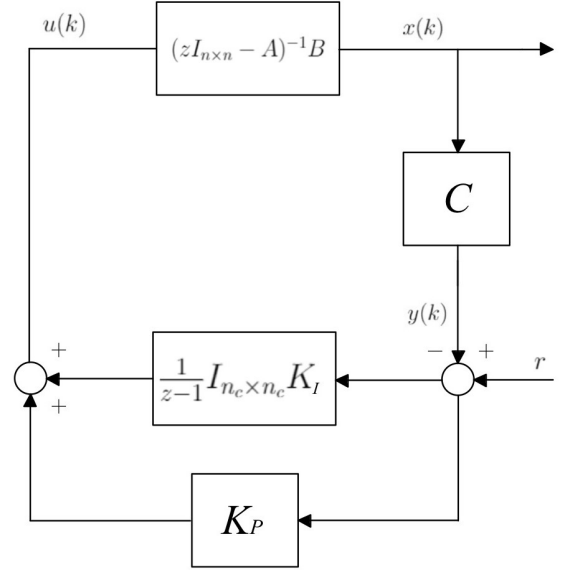 u(k)
(zI_{n×n} − A)^{−1}B
x(k)
C
y(k)
− +
r
+
\frac{1}{z−1} I_{n_c×n_c} K_I
+
K_P